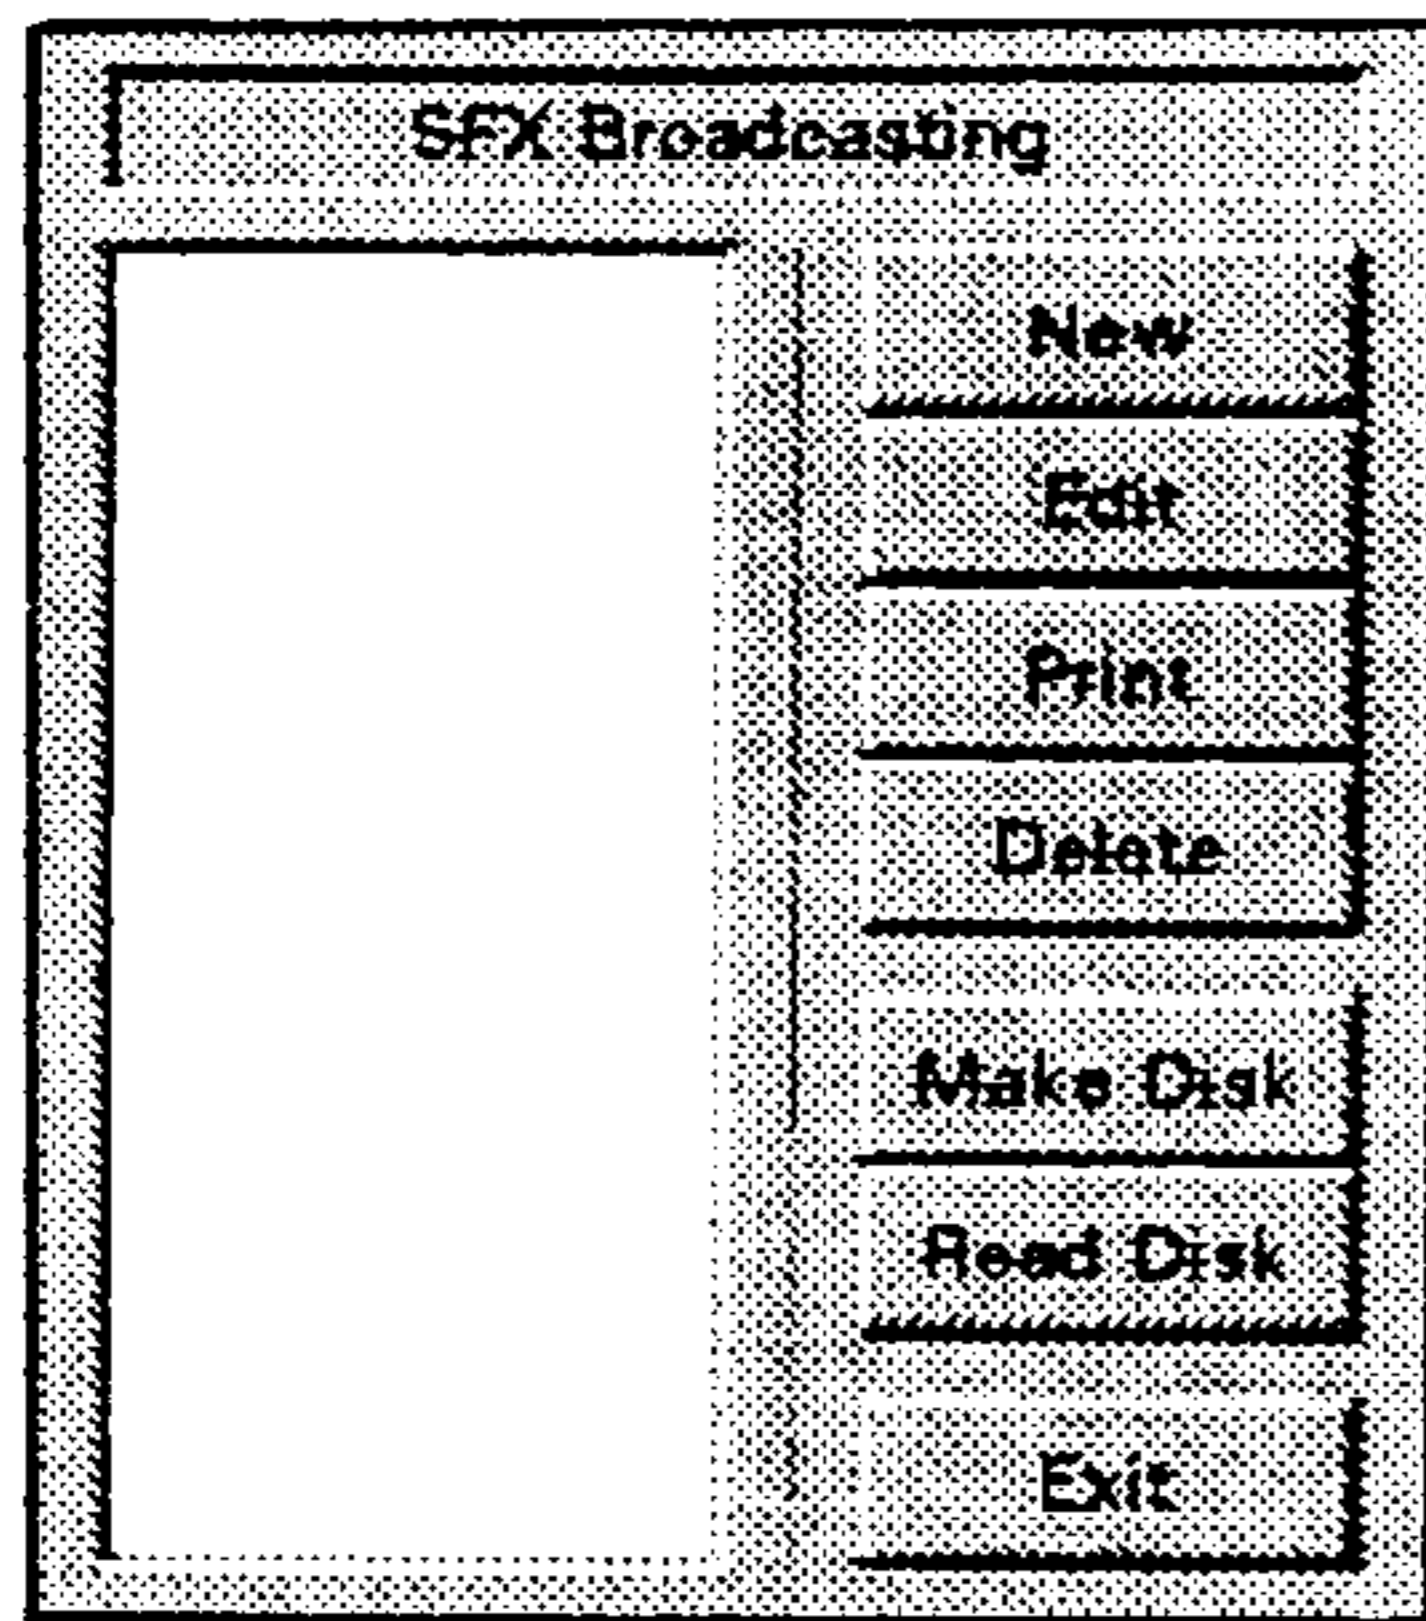 SFX Broadcasting
New
Edit
Print
Delete
Make Disk
Read Disk
Exit